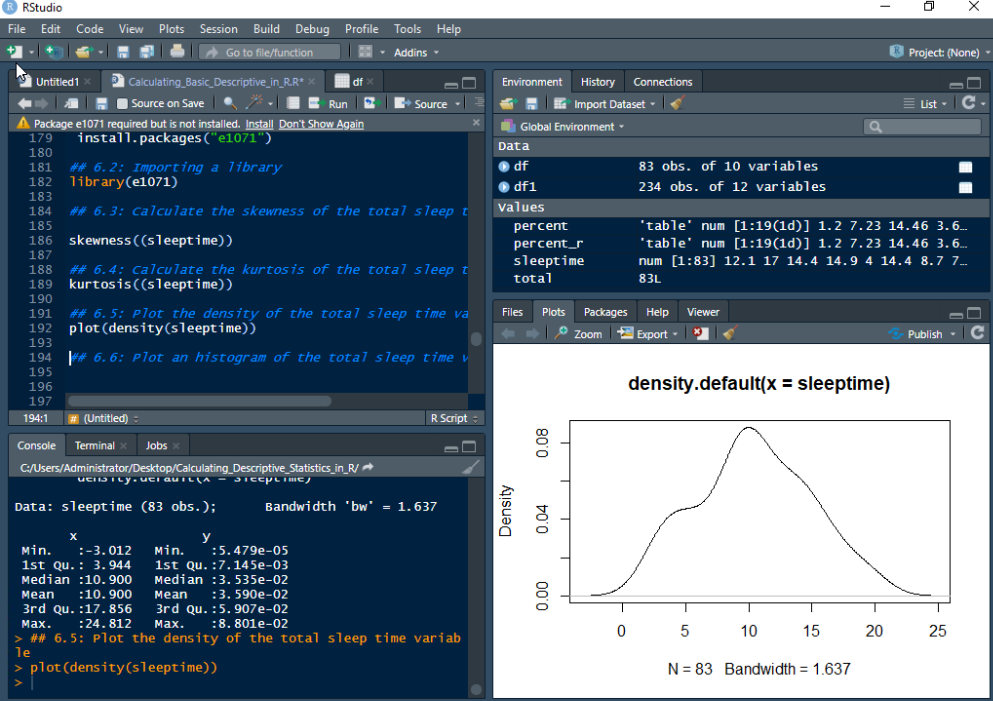 RStudio
File Edit Code View Plots Session Build Debug Profile Tools Help
Go to file/function Addins Project: (None)
Untitled1 Calculating_Basic_Descriptive_in_R.R* df
Source on Save Run Source
Package e1071 required but is not installed. Install Don't Show Again
179 install.packages("e1071")
180
181 ## 6.2: Importing a library
182 library(e1071)
183
184 ## 6.3: Calculate the skewness of the total sleep t
185
186 skewness((sleeptime))
187
188 ## 6.4: Calculate the kurtosis of the total sleep t
189 kurtosis((sleeptime))
190
191 ## 6.5: Plot the density of the total sleep time va
192 plot(density(sleeptime))
193
194 ## 6.6: Plot an histogram of the total sleep time v
195
196
197
194:1 # (Untitled) R Script
Console Terminal Jobs
C:/Users/Administrator/Desktop/Calculating_Descriptive_Statistics_in_R/
density.default(x = sleeptime)
Data: sleeptime (83 obs.); Bandwidth 'bw' = 1.637
x y
Min. :-3.012 Min. :5.479e-05
1st Qu.: 3.944 1st Qu.:7.145e-03
Median :10.900 Median :3.535e-02
Mean :10.900 Mean :3.590e-02
3rd Qu.:17.856 3rd Qu.:5.907e-02
Max. :24.812 Max. :8.801e-02
> ## 6.5: Plot the density of the total sleep time variab
le
> plot(density(sleeptime))
>
Environment History Connections
Import Dataset List
Global Environment
Data
df 83 obs. of 10 variables
df1 234 obs. of 12 variables
Values
percent 'table' num [1:19(1d)] 1.2 7.23 14.46 3.6…
percent_r 'table' num [1:19(1d)] 1.2 7.23 14.46 3.6…
sleeptime num [1:83] 12.1 17 14.4 14.9 4 14.4 8.7 7…
total 83L
Files Plots Packages Help Viewer
Zoom Export Publish
density.default(x = sleeptime)
Density
0.00 0.04 0.08
0 5 10 15 20 25
N = 83 Bandwidth = 1.637